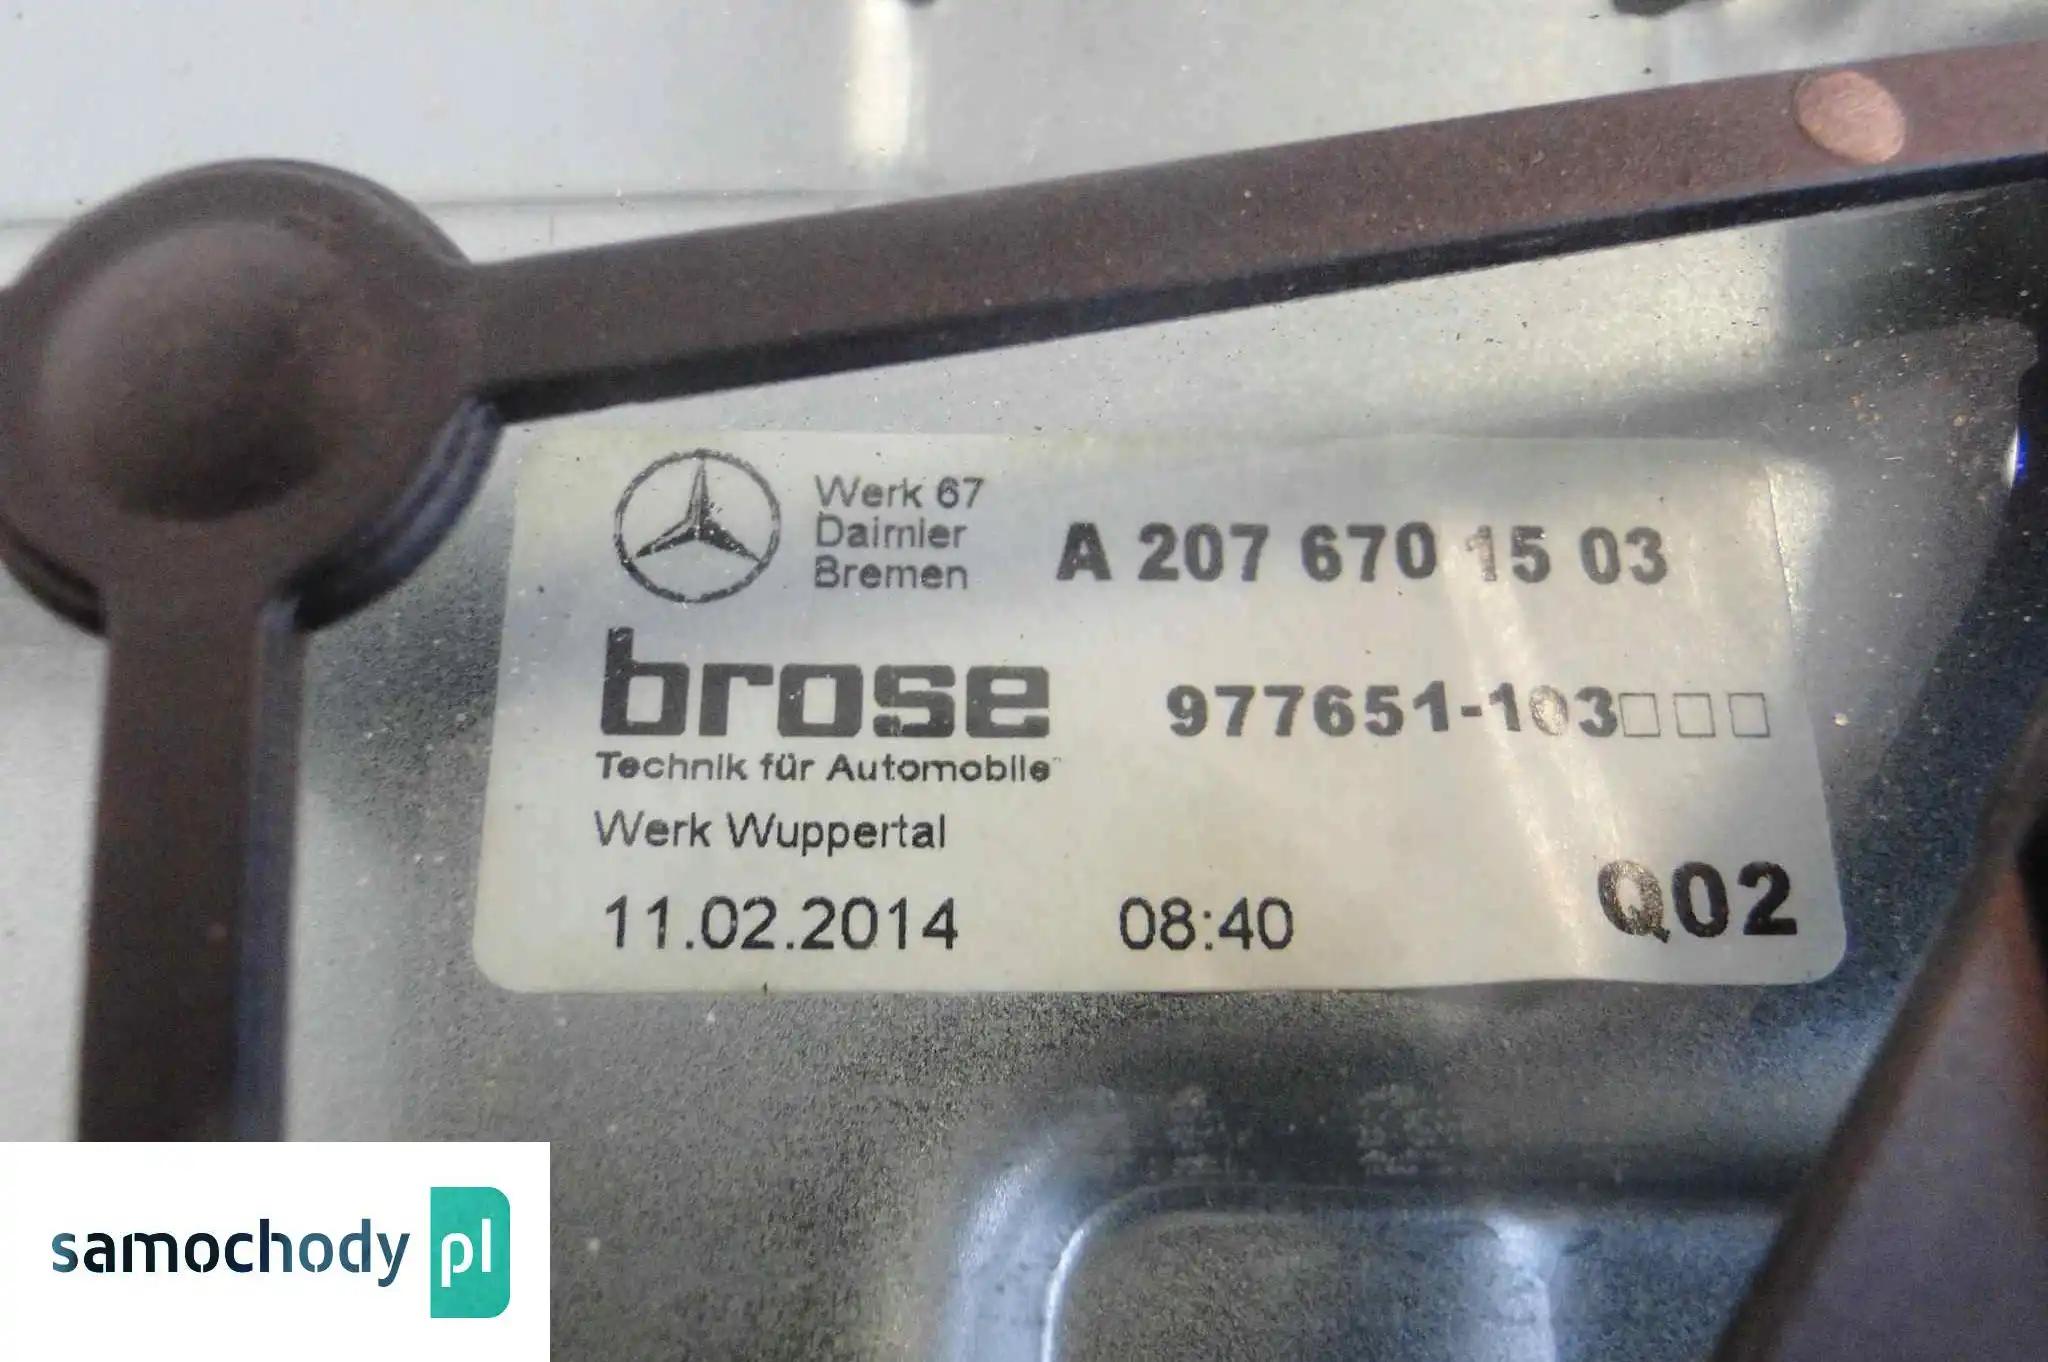 Werk 67
Daimler
Bremen
A 207 670 15 03
brose
977651-103□□□
Technik für Automobile
Werk Wuppertal
11.02.2014 08:40 Q02
samochody pl